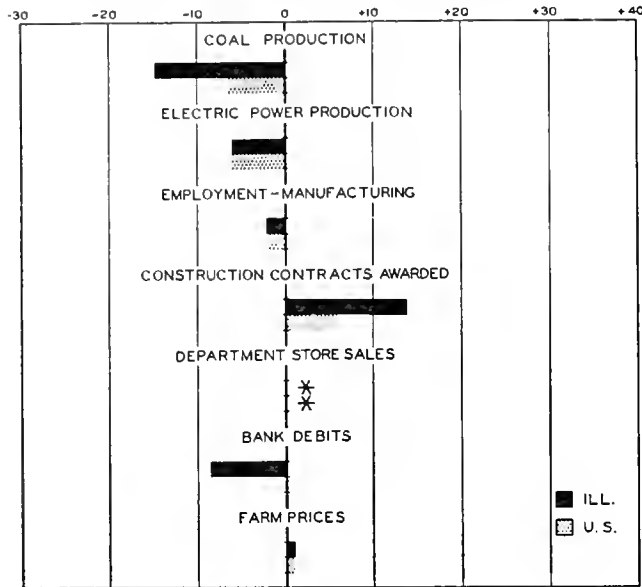 -30 -20 -10 0 +10 +20 +30 +40
COAL PRODUCTION
ELECTRIC POWER PRODUCTION
EMPLOYMENT-MANUFACTURING
CONSTRUCTION CONTRACTS AWARDED
DEPARTMENT STORE SALES
*
*
BANK DEBITS
FARM PRICES
ILL.
U.S.